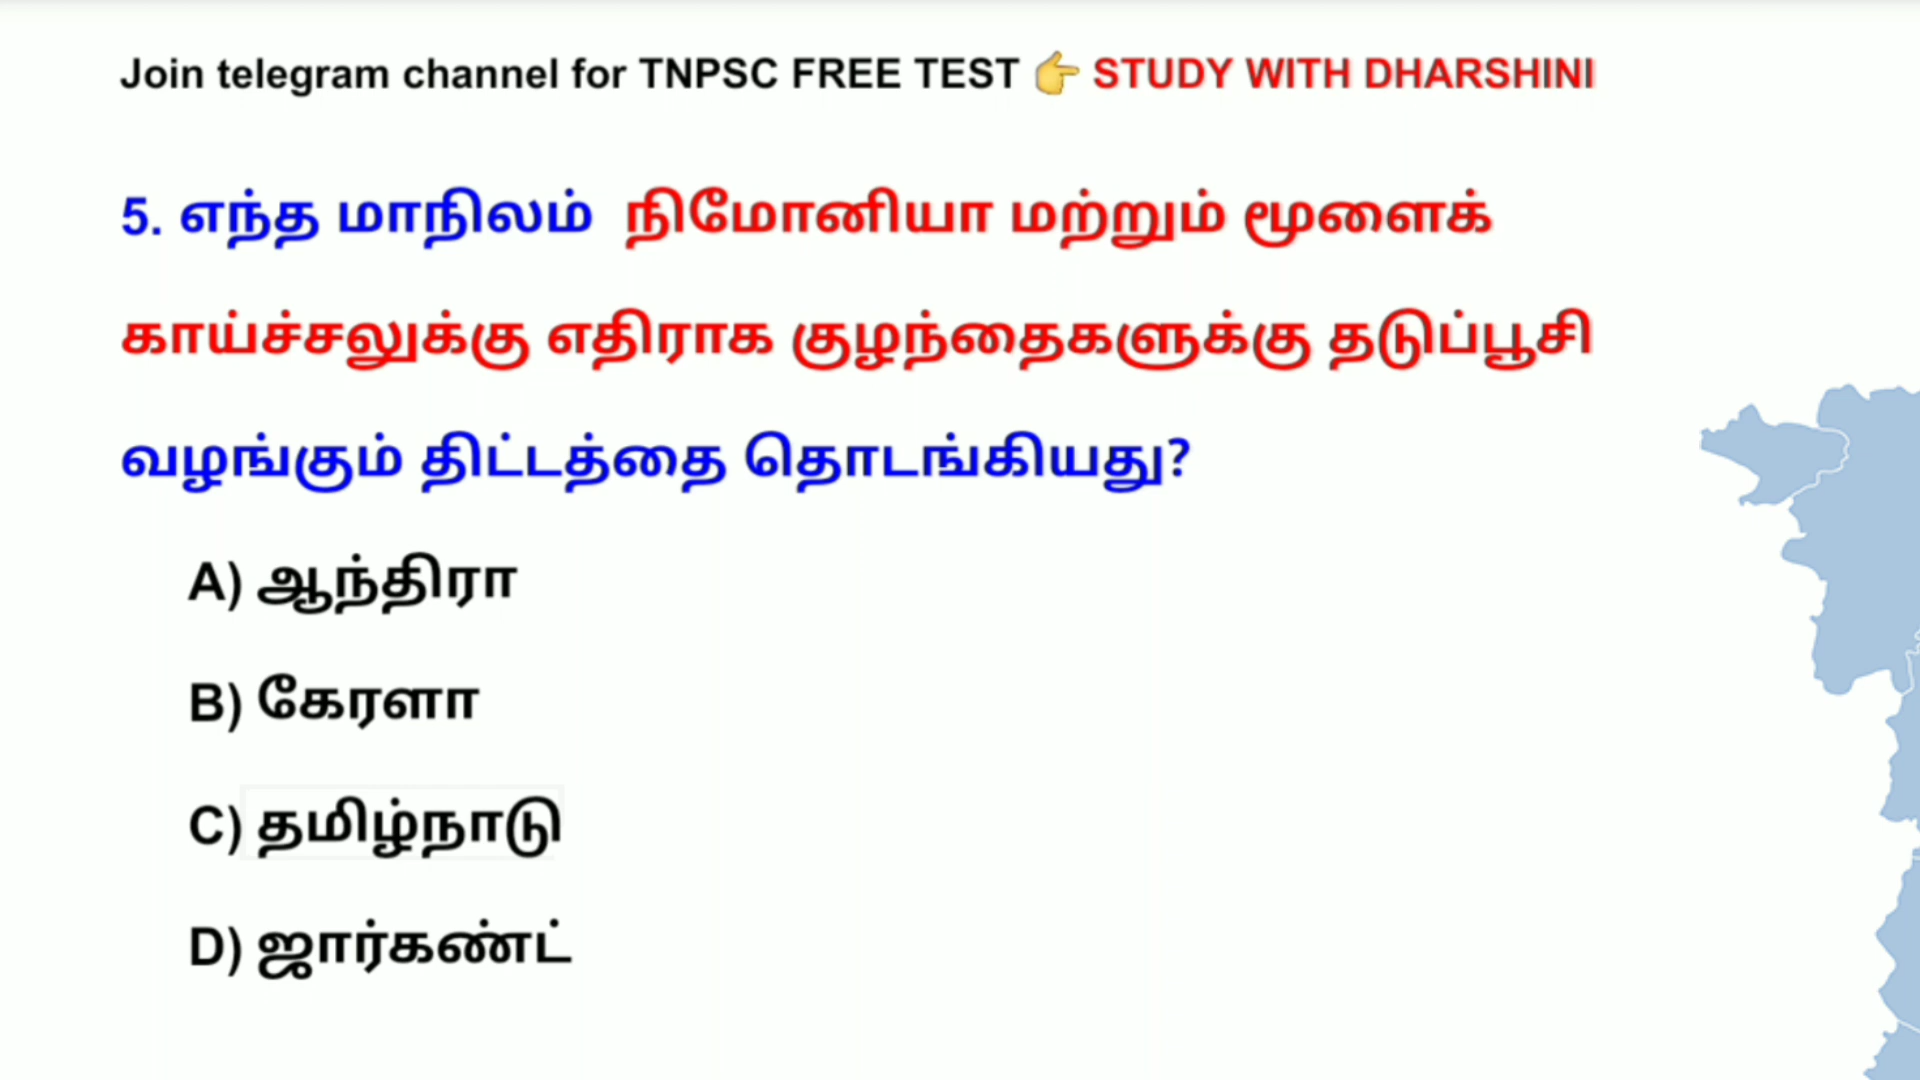 Join telegram channel for TNPSC FREE TEST 👉 STUDY WITH DHARSHINI
5. எந்த மாநிலம் நிமோனியா மற்றும் மூளைக்
காய்ச்சலுக்கு எதிராக குழந்தைகளுக்கு தடுப்பூசி
வழங்கும் திட்டத்தை தொடங்கியது?
A) ஆந்திரா
B) கேரளா
C) தமிழ்நாடு
D) ஜார்கண்ட்